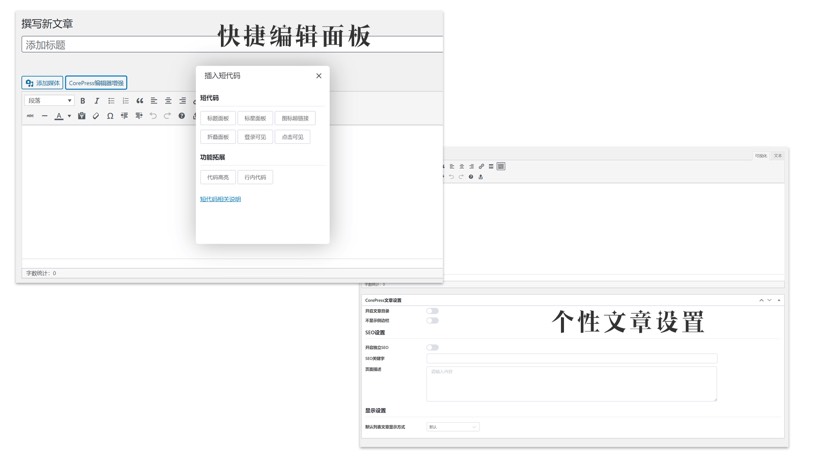 撰写新文章
快捷编辑面板
添加标题
插入短代码
添加媒体 CorePress编辑器增强
短代码
段落
标题面板 标题面板 图标超链接
折叠面板 登录可见 点击可见
功能拓展
代码高亮 行内代码
短代码相关说明
字数统计：0
可视化 文本
CorePress文章设置
开启文章目录
不显示侧边栏
个性文章设置
SEO设置
开启独立SEO
SEO关键字
页面描述
请输入内容
显示设置
默认列表文章显示方式
默认